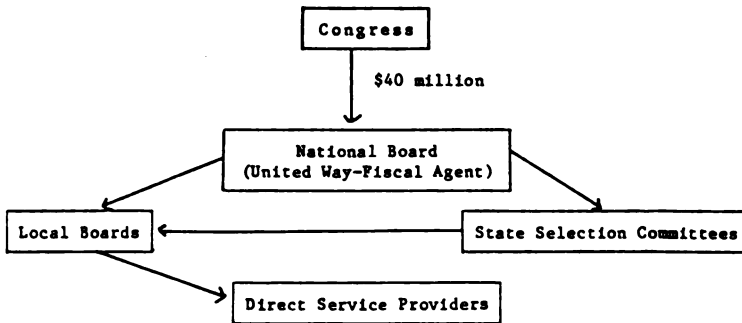 Congress
$40 million
National Board
(United Way-Fiscal Agent)
Local Boards
State Selection Committees
Direct Service Providers